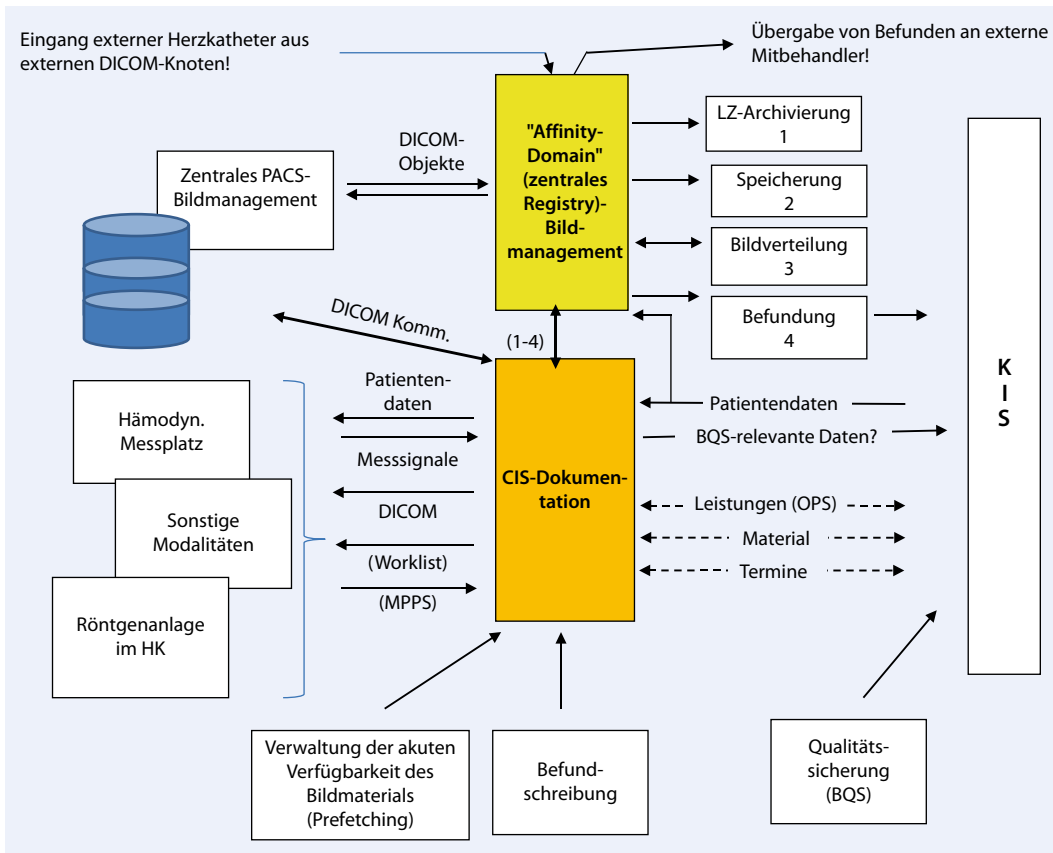 Eingang externer Herzkatheter aus
externen DICOM-Knoten!
Übergabe von Befunden an externe
Mitbehandler!
Zentrales PACS-
Bildmanagement
DICOM-
Objekte
"Affinity-
Domain"
(zentrales
Registry)-
Bild-
management
LZ-Archivierung
1
Speicherung
2
Bildverteilung
3
Befundung
4
K
I
S
DICOM Komm.
(1-4)
Hämodyn.
Messplatz
Sonstige
Modalitäten
Röntgenanlage
im HK
Patienten-
daten
Messsignale
DICOM
(Worklist)
(MPPS)
CIS-Dokumen-
tation
Patientendaten
BQS-relevante Daten?
Leistungen (OPS)
Material
Termine
Verwaltung der akuten
Verfügbarkeit des
Bildmaterials
(Prefetching)
Befund-
schreibung
Qualitäts-
sicherung
(BQS)